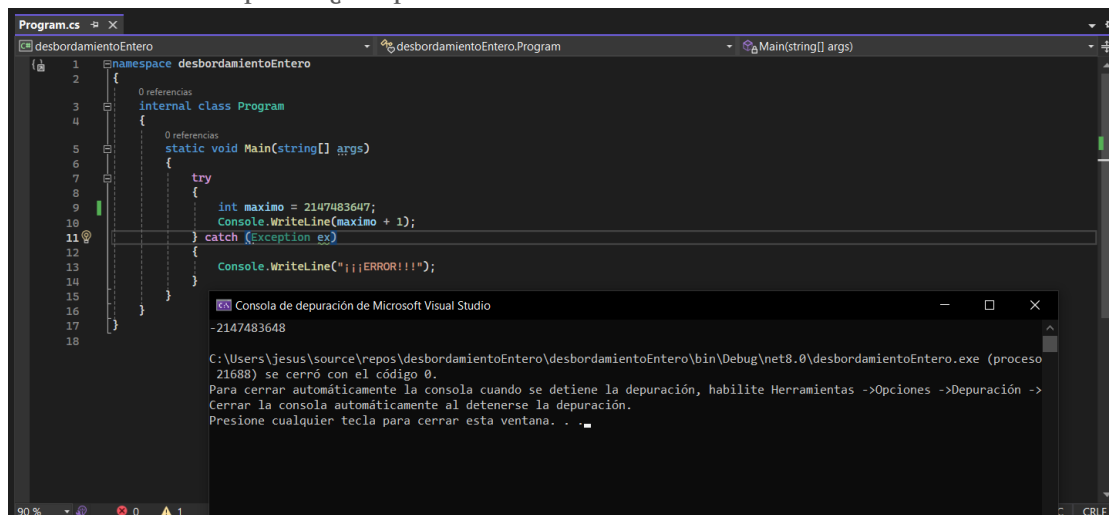 Program.cs
desbordamientoEntero desbordamientoEntero.Program Main(string[] args)
1 namespace desbordamientoEntero
2 {
0 referencias
3 internal class Program
4 {
0 referencias
5 static void Main(string[] args)
6 {
7 try
8 {
9 int maximo = 2147483647;
10 Console.WriteLine(maximo + 1);
11 } catch (Exception ex)
12 {
13 Console.WriteLine("¡¡¡ERROR!!!");
14 }
15 }
16 }
17 }
18
Consola de depuración de Microsoft Visual Studio
-2147483648
C:\Users\jesus\source\repos\desbordamientoEntero\desbordamientoEntero\bin\Debug\net8.0\desbordamientoEntero.exe (proceso
21688) se cerró con el código 0.
Para cerrar automáticamente la consola cuando se detiene la depuración, habilite Herramientas ->Opciones ->Depuración ->
Cerrar la consola automáticamente al detenerse la depuración.
Presione cualquier tecla para cerrar esta ventana. . .
90 % 0 1 CRLF